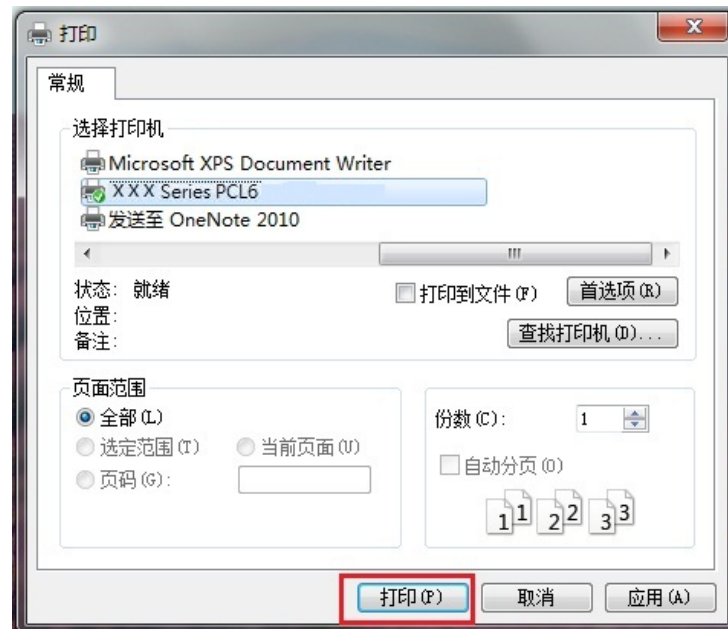 打印
常规
选择打印机
Microsoft XPS Document Writer
XXX Series PCL6
发送至 OneNote 2010
状态: 就绪
打印到文件(F)
首选项(R)
位置:
查找打印机(D)...
备注:
页面范围
全部(L)
份数(C): 1
选定范围(T) 当前页面(U)
自动分页(O)
页码(G):
1 1 2 2 3 3
打印(P) 取消 应用(A)